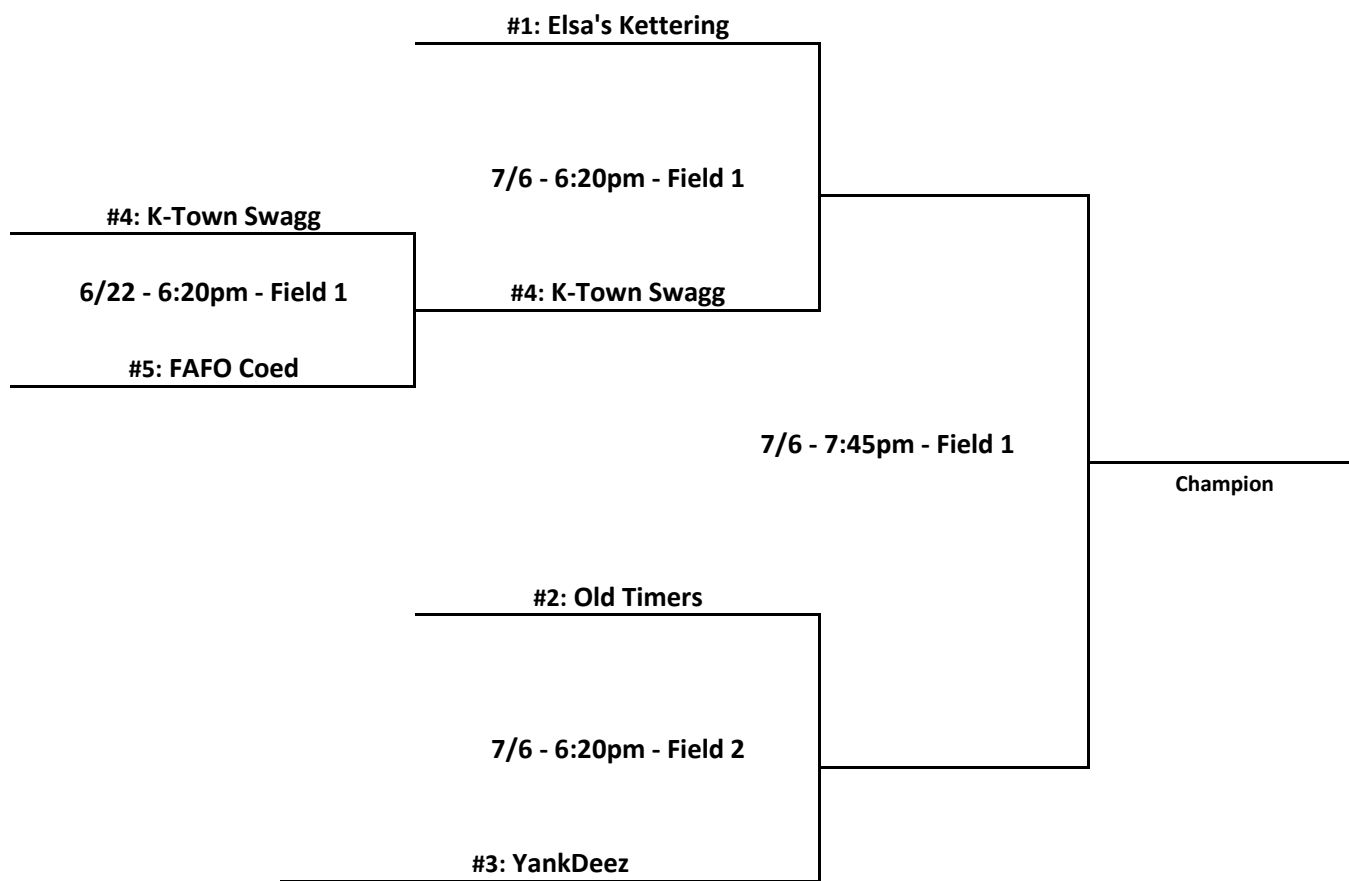 #1: Elsa's Kettering
7/6 - 6:20pm - Field 1
#4: K-Town Swagg
6/22 - 6:20pm - Field 1
#4: K-Town Swagg
#5: FAFO Coed
7/6 - 7:45pm - Field 1
Champion
#2: Old Timers
7/6 - 6:20pm - Field 2
#3: YankDeez